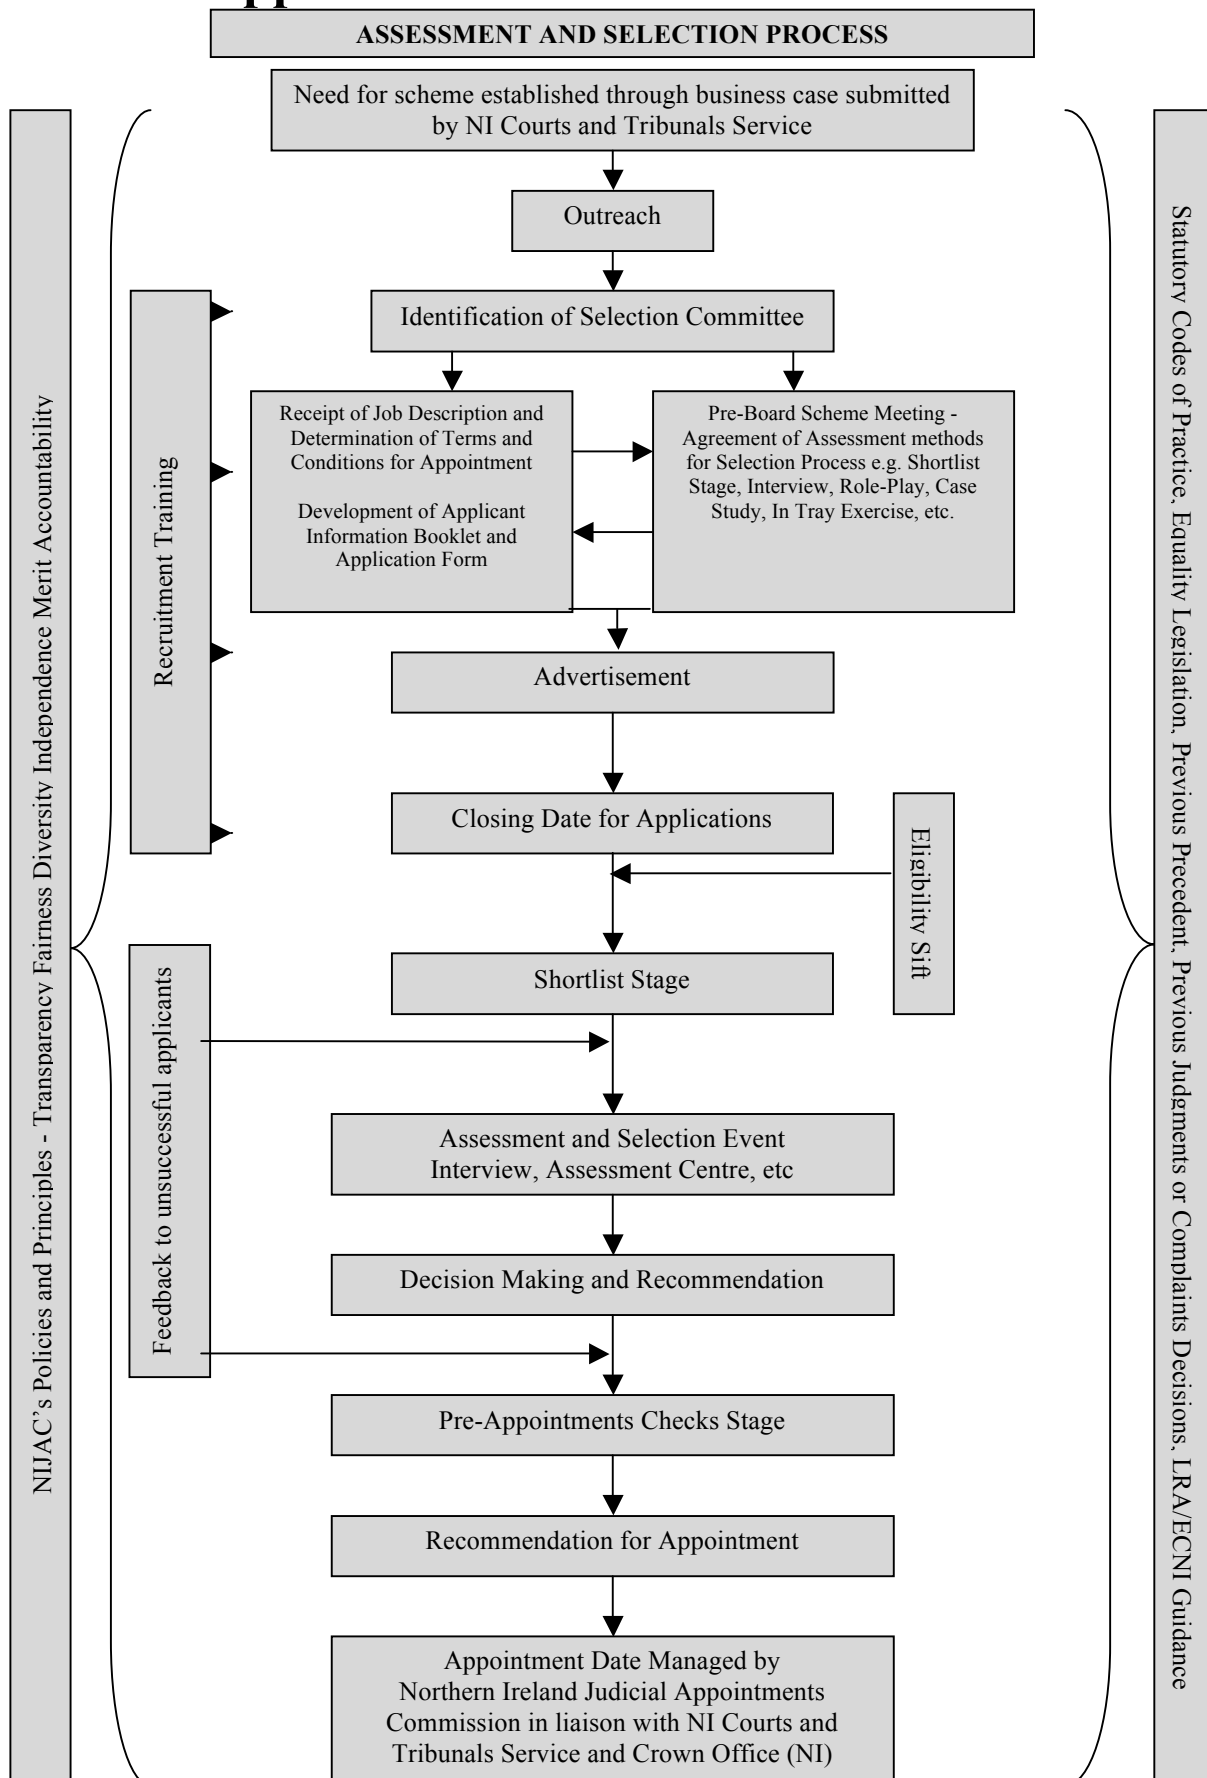 ASSESSMENT AND SELECTION PROCESS
Need for scheme established through business case submitted
by NI Courts and Tribunals Service
Outreach
Identification of Selection Committee
Receipt of Job Description and
Determination of Terms and
Conditions for Appointment
Development of Applicant
Information Booklet and
Application Form
Pre-Board Scheme Meeting -
Agreement of Assessment methods
for Selection Process e.g. Shortlist
Stage, Interview, Role-Play, Case
Study, In Tray Exercise, etc.
Recruitment Training
Advertisement
Closing Date for Applications
Eligibility Sift
Shortlist Stage
Feedback to unsuccessful applicants
Assessment and Selection Event
Interview, Assessment Centre, etc
Decision Making and Recommendation
Pre-Appointments Checks Stage
Recommendation for Appointment
Appointment Date Managed by
Northern Ireland Judicial Appointments
Commission in liaison with NI Courts and
Tribunals Service and Crown Office (NI)
NIJAC's Policies and Principles - Transparency Fairness Diversity Independence Merit Accountability
Statutory Codes of Practice, Equality Legislation, Previous Precedent, Previous Judgments or Complaints Decisions, LRA/ECNI Guidance